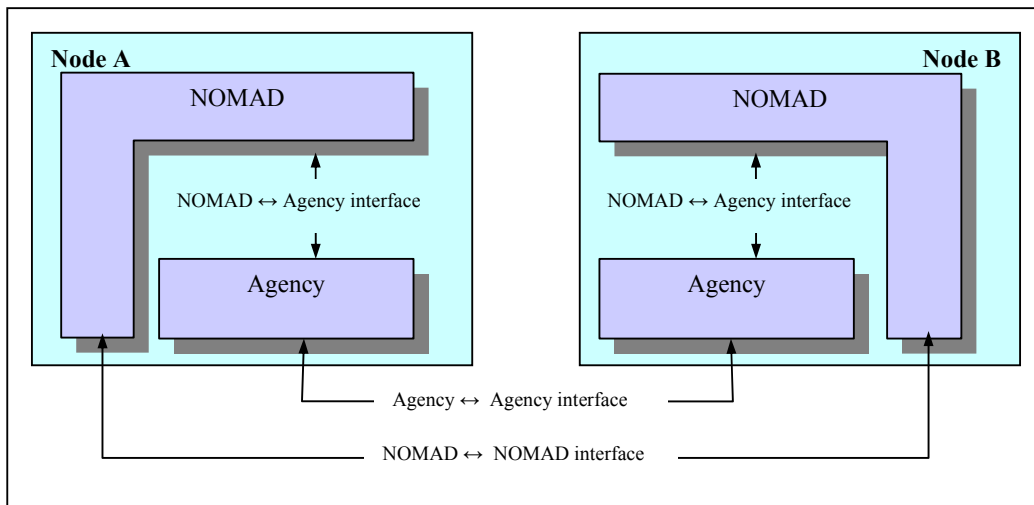 Node A
NOMAD
NOMAD ↔ Agency interface
Agency
Node B
NOMAD
NOMAD ↔ Agency interface
Agency
Agency ↔ Agency interface
NOMAD ↔ NOMAD interface